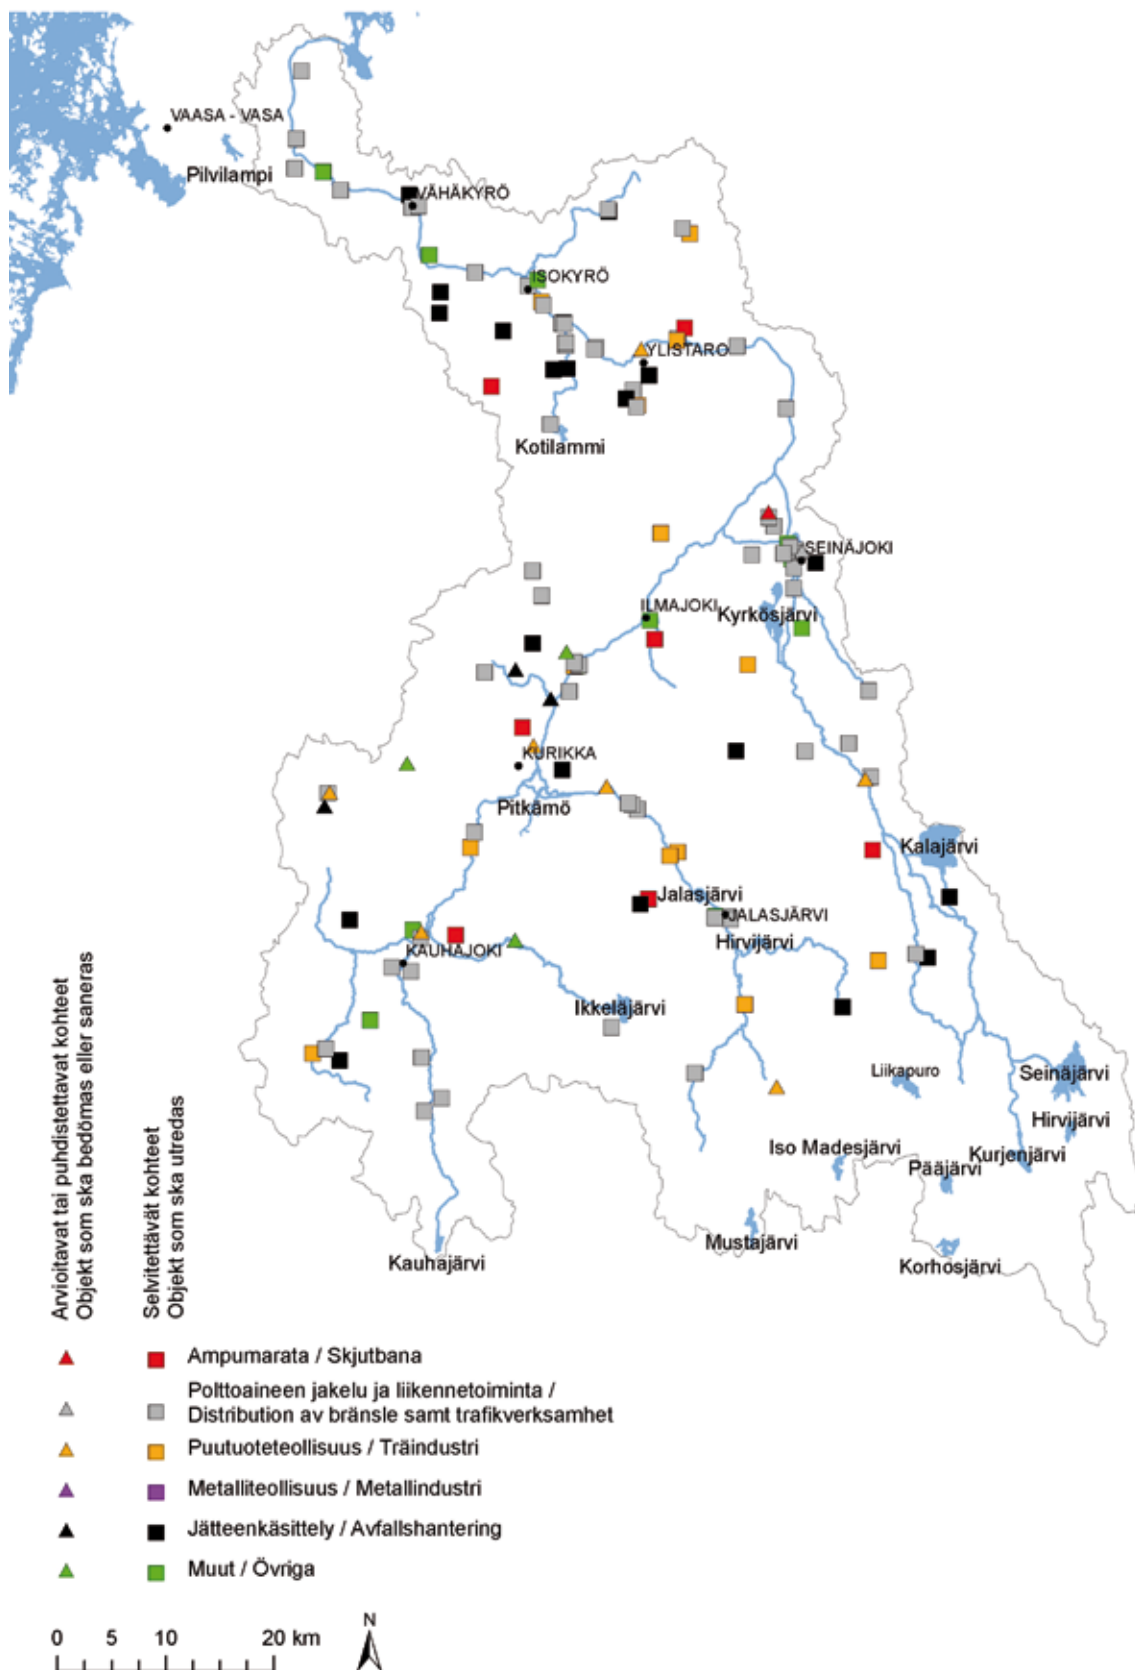 VAASA - VASA
Pilvilampi
VÄHÄKYRÖ
ISOKYRÖ
YLISTARO
Kotilammi
SEINÄJOKI
ILMAJOKI
Kyrkösjärvi
KURIKKA
Pitkämö
Kalajärvi
Jalasjärvi
JALASJÄRVI
Hirvijärvi
KAUHAJOKI
Ikkeläjärvi
Liikapuro
Seinäjärvi
Hirvijärvi
Iso Madesjärvi
Kurjenjärvi
Pääjärvi
Mustajärvi
Korhosjärvi
Kauhajärvi
Arvioitavat tai puhdistettavat kohteet
Objekt som ska bedömas eller saneras
Selvitettävät kohteet
Objekt som ska utredas
Ampumarata / Skjutbana
Polttoaineen jakelu ja liikennetoiminta /
Distribution av bränsle samt trafikverksamhet
Puutuoteteollisuus / Träindustri
Metalliteollisuus / Metallindustri
Jätteenkäsittely / Avfallshantering
Muut / Övriga
0 5 10 20 km
N